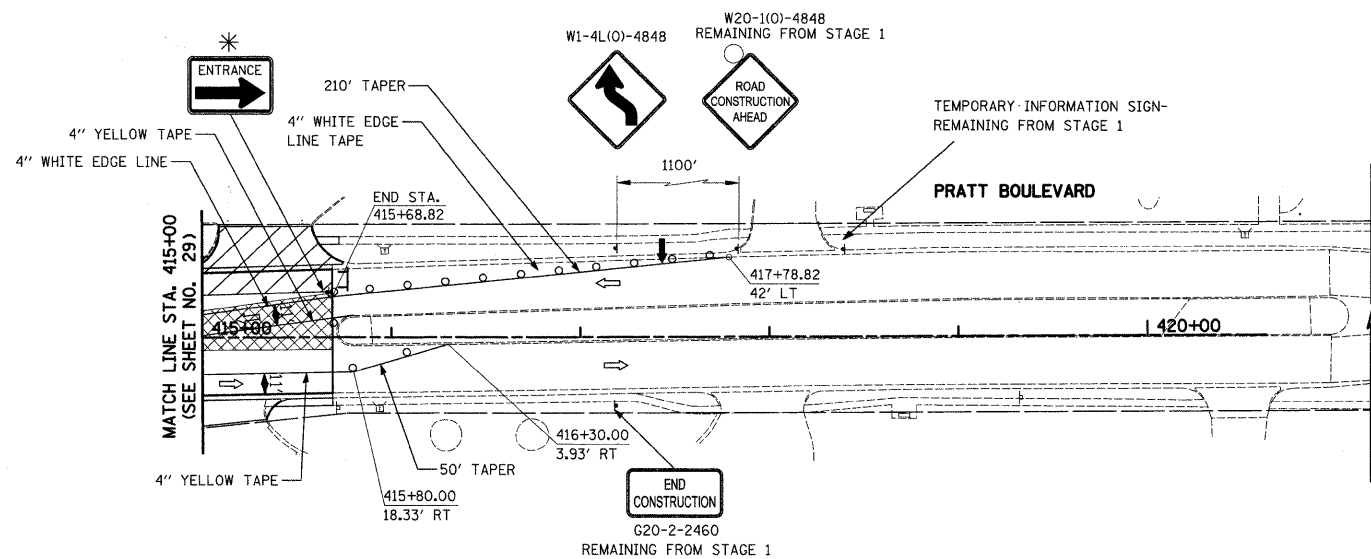 W20-1(O)-4848
REMAINING FROM STAGE 1
W1-4L(O)-4848
*
ENTRANCE
210' TAPER
ROAD
CONSTRUCTION
AHEAD
TEMPORARY INFORMATION SIGN-
REMAINING FROM STAGE 1
4" WHITE EDGE
LINE TAPE
4" YELLOW TAPE
4" WHITE EDGE LINE
1100'
PRATT BOULEVARD
END STA.
415+68.82
MATCH LINE STA. 415+00
(SEE SHEET NO. 29)
417+78.82
42' LT
415+00
420+00
11'
416+30.00
3.93' RT
50' TAPER
4" YELLOW TAPE
415+80.00
18.33' RT
END
CONSTRUCTION
G20-2-2460
REMAINING FROM STAGE 1